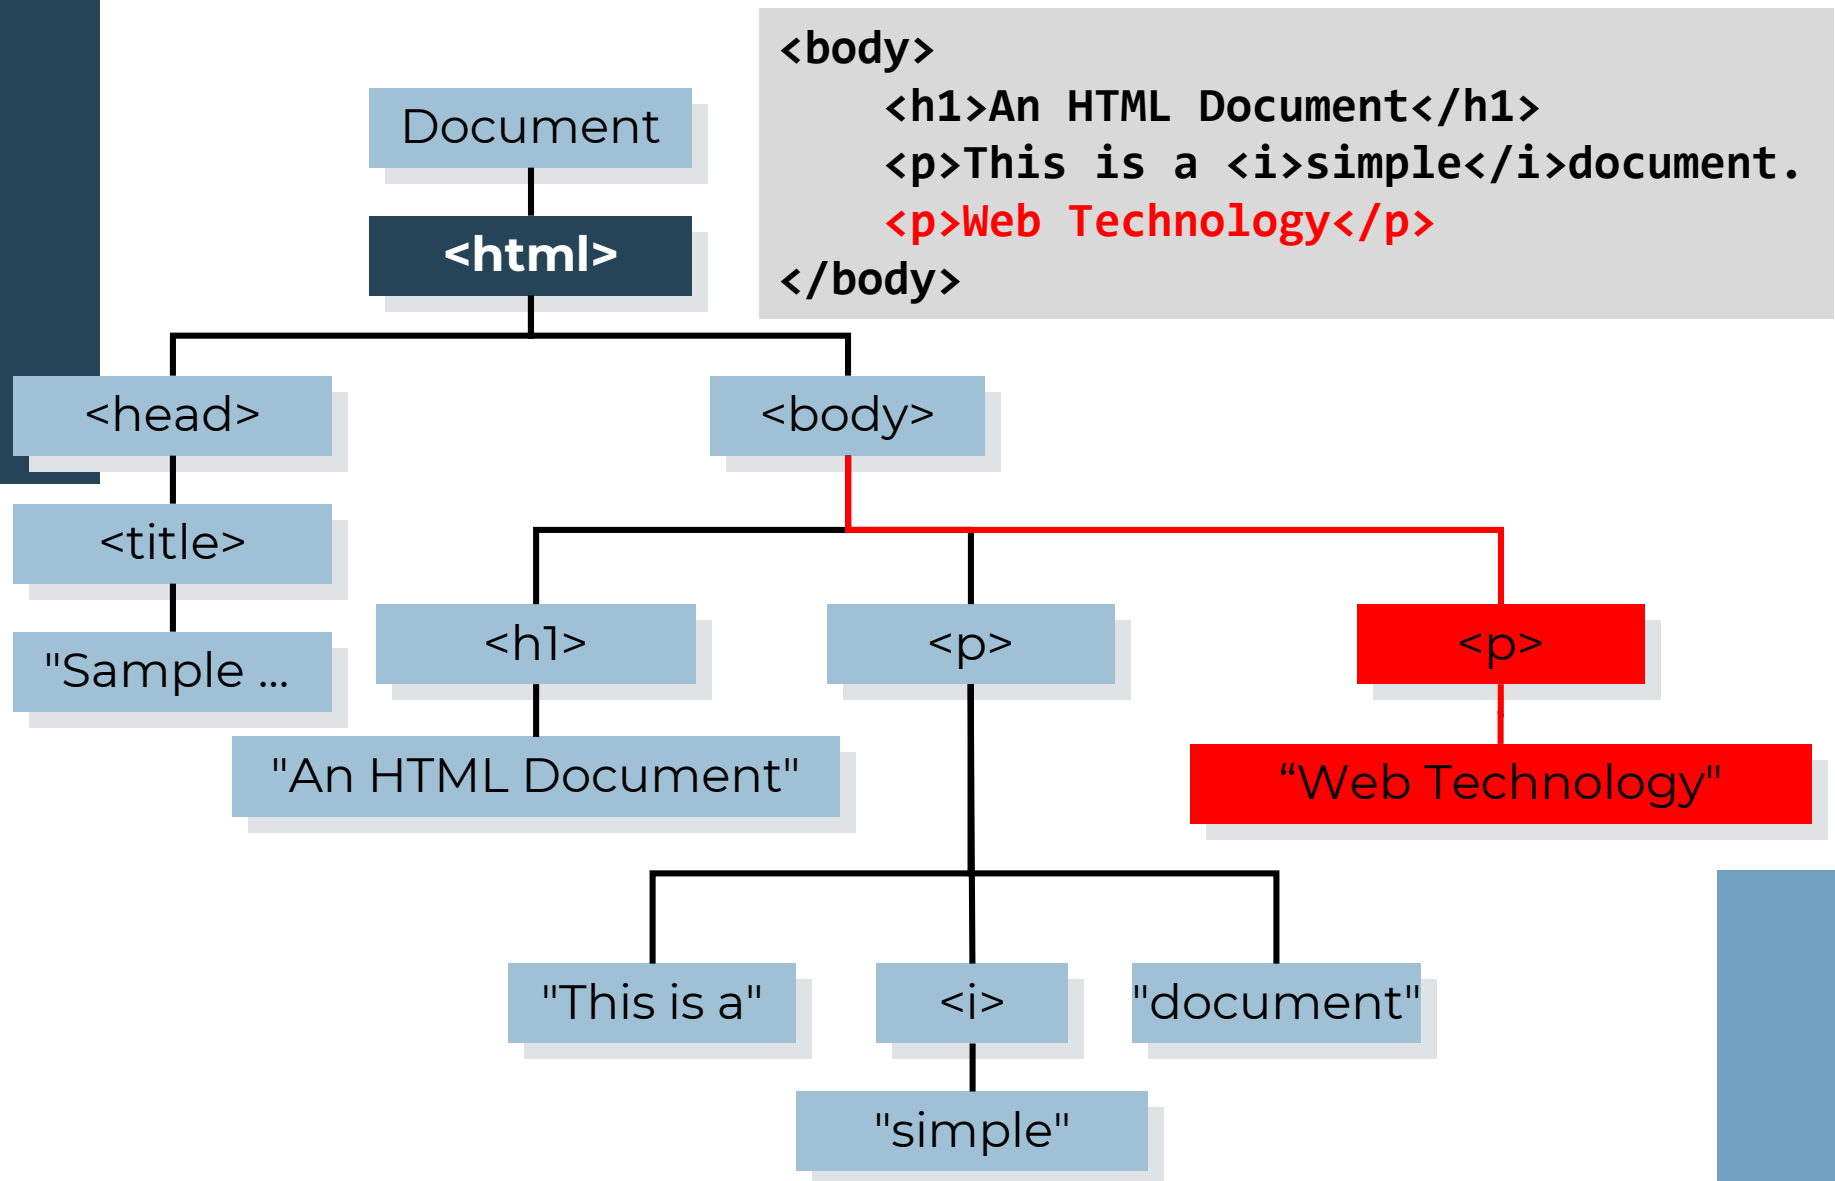 <body>
<h1>An HTML Document</h1>
<p>This is a <i>simple</i>document.
<p>Web Technology</p>
</body>
Document
<html>
<head>
<body>
<title>
"Sample ...
<h1>
<p>
<p>
"An HTML Document"
“Web Technology"
"This is a"
<i>
"document"
"simple"